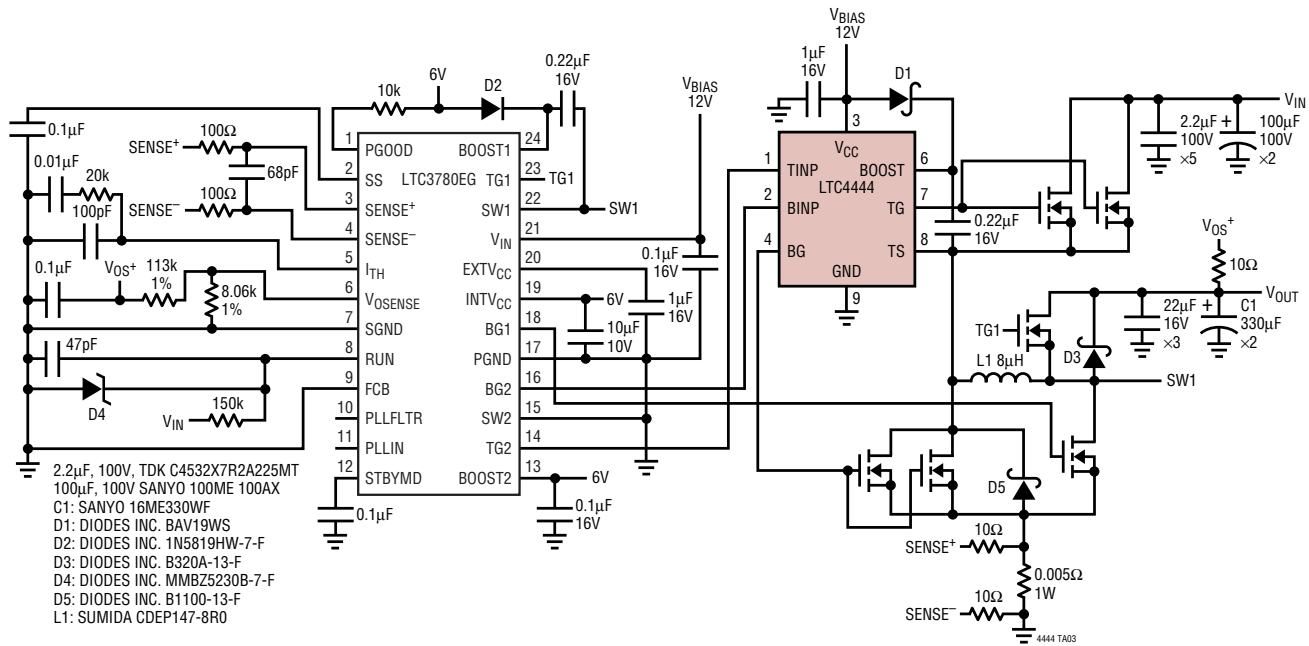 VBIAS
12V
1µF
16V
D1
VIN
2.2µF
100V
×5
+
100µF
100V
×2
6V
D2
0.22µF
16V
VBIAS
12V
10k
0.1µF
100Ω
SENSE+
68pF
100Ω
SENSE–
0.01µF
20k
100pF
0.1µF
VOS+
113k
1%
8.06k
1%
47pF
D4
150k
VIN
LTC3780EG
1 PGOOD
2 SS
3 SENSE+
4 SENSE–
5 ITH
6 VOSENSE
7 SGND
8 RUN
9 FCB
10 PLLFLTR
11 PLLIN
12 STBYMD
BOOST1 24
TG1 23 TG1
SW1 22 SW1
VIN 21
EXTVCC 20
INTVCC 19 6V
BG1 18
PGND 17
BG2 16
SW2 15
TG2 14
BOOST2 13 6V
0.1µF
16V
1µF
16V
10µF
10V
0.1µF
0.1µF
16V
3
VCC
LTC4444
1 TINP
2 BINP
4 BG
BOOST 6
TG 7
TS 8
GND
9
0.22µF
16V
VOS+
10Ω
VOUT
22µF
16V
×3
+
C1
330µF
×2
TG1
D3
L1 8µH
SW1
D5
SENSE+
10Ω
0.005Ω
1W
SENSE–
10Ω
4444 TA03
2.2µF, 100V, TDK C4532X7R2A225MT
100µF, 100V SANYO 100ME 100AX
C1: SANYO 16ME330WF
D1: DIODES INC. BAV19WS
D2: DIODES INC. 1N5819HW-7-F
D3: DIODES INC. B320A-13-F
D4: DIODES INC. MMBZ5230B-7-F
D5: DIODES INC. B1100-13-F
L1: SUMIDA CDEP147-8R0